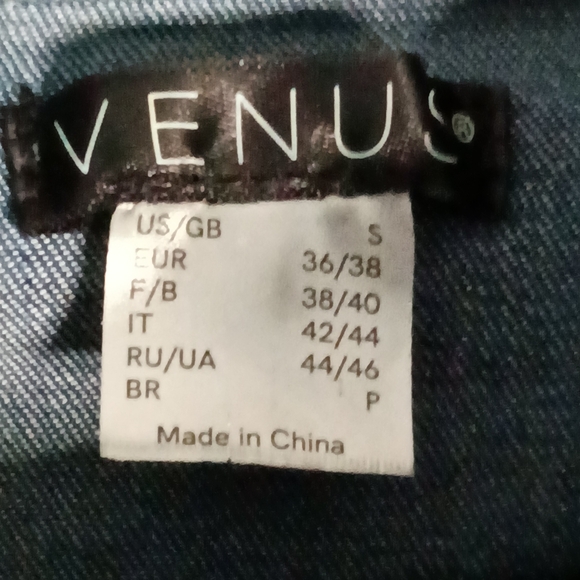 VENUS®
US/GB S
EUR 36/38
F/B 38/40
IT 42/44
RU/UA 44/46
BR P
Made in China